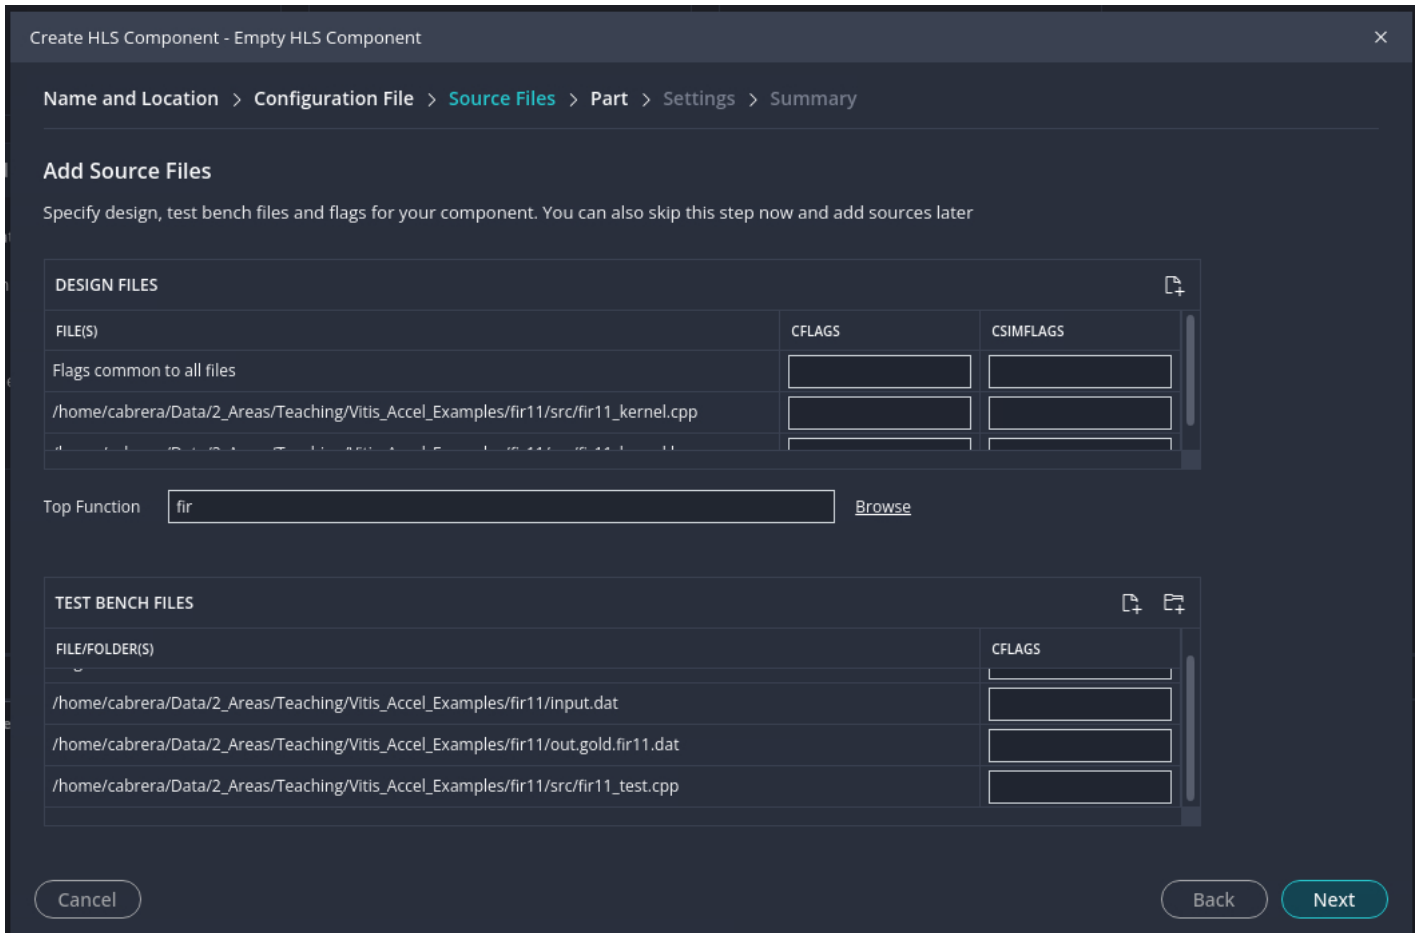 Create HLS Component - Empty HLS Component
Name and Location > Configuration File > Source Files > Part > Settings > Summary
Add Source Files
Specify design, test bench files and flags for your component. You can also skip this step now and add sources later
DESIGN FILES
FILE(S) CFLAGS CSIMFLAGS
Flags common to all files
/home/cabrera/Data/2_Areas/Teaching/Vitis_Accel_Examples/fir11/src/fir11_kernel.cpp
Top Function fir Browse
TEST BENCH FILES
FILE/FOLDER(S) CFLAGS
/home/cabrera/Data/2_Areas/Teaching/Vitis_Accel_Examples/fir11/input.dat
/home/cabrera/Data/2_Areas/Teaching/Vitis_Accel_Examples/fir11/out.gold.fir11.dat
/home/cabrera/Data/2_Areas/Teaching/Vitis_Accel_Examples/fir11/src/fir11_test.cpp
Cancel Back Next